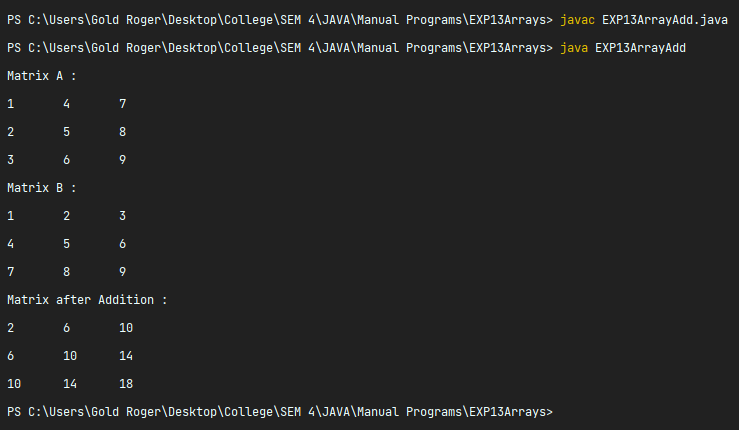 PS C:\Users\Gold Roger\Desktop\College\SEM 4\JAVA\Manual Programs\EXP13Arrays> javac EXP13ArrayAdd.java
PS C:\Users\Gold Roger\Desktop\College\SEM 4\JAVA\Manual Programs\EXP13Arrays> java EXP13ArrayAdd
Matrix A :
1 4 7
2 5 8
3 6 9
Matrix B :
1 2 3
4 5 6
7 8 9
Matrix after Addition :
2 6 10
6 10 14
10 14 18
PS C:\Users\Gold Roger\Desktop\College\SEM 4\JAVA\Manual Programs\EXP13Arrays>